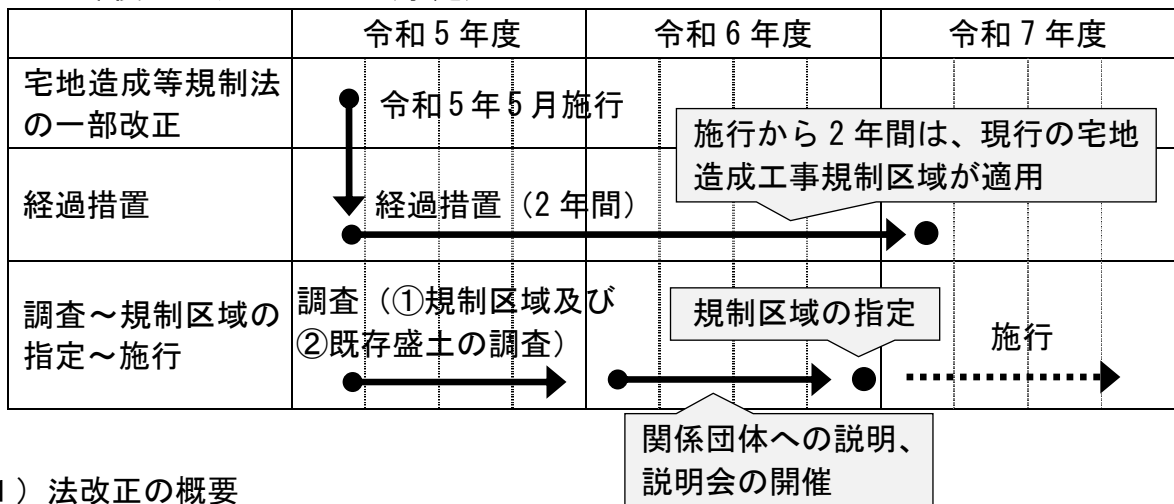 令和5年度
令和6年度
令和7年度
宅地造成等規制法
の一部改正
令和5年5月施行
施行から2年間は、現行の宅地
造成工事規制区域が適用
経過措置
経過措置（2年間）
調査～規制区域の
指定～施行
調査（①規制区域及び
②既存盛土の調査）
規制区域の指定
施行
関係団体への説明、
説明会の開催
）法改正の概要